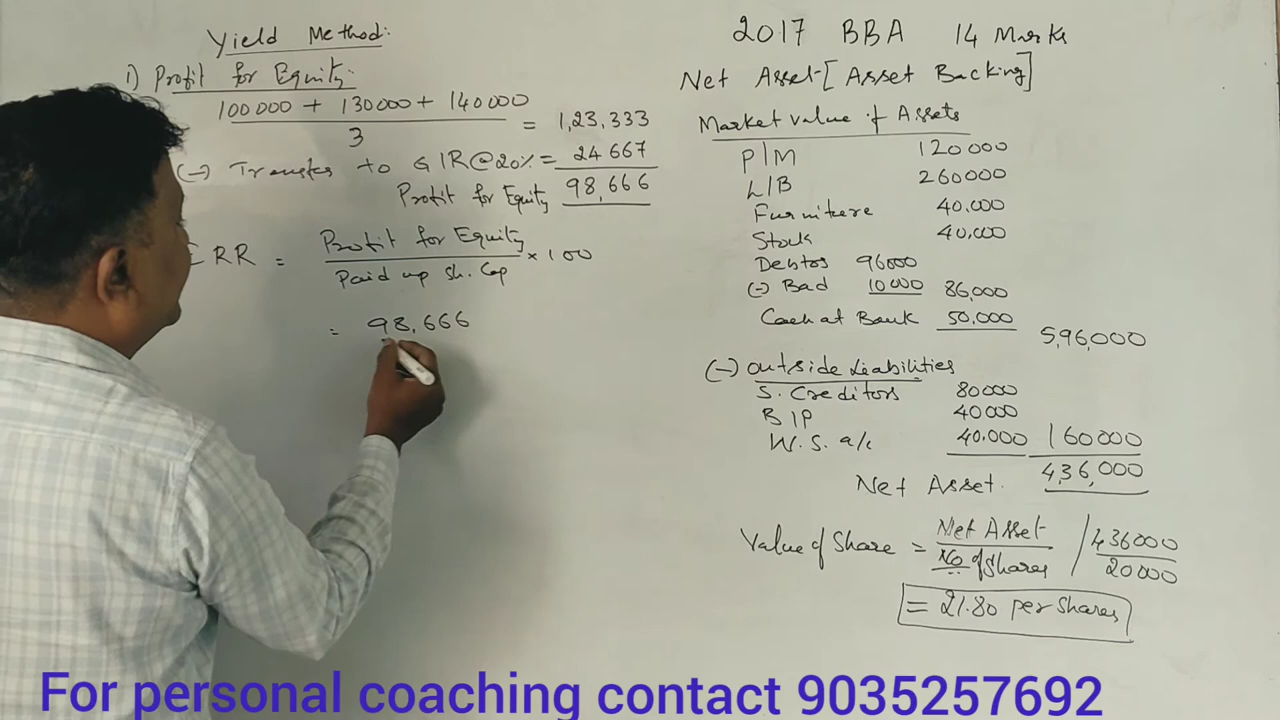 Yield Method:
i) Profit for Equity:
100000 + 130000 + 140000
3
= 1,23,333
(-) Transfer to GIR@20% = 24667
Profit for Equity 98,666
ERR = Profit for Equity × 100
Paid up Sh. Cap
= 98,666
2017 BBA 14 Marks
Net Asset [Asset Backing]
Market value of Assets
P/M 120000
L/B 260000
Furniture 40,000
Stock 40,000
Debtos 96000
(-) Bad 10000 86,000
Cash at Bank 50,000 5,96,000
(-) outside Liabilities
S. Creditors 80000
B/P 40000
W.S. a/c 40,000 160000
Net Asset. 4,36,000
Value of Share = Net Asset / 436000
No of Shares 20000
= 21.80 per shares
For personal coaching contact 9035257692